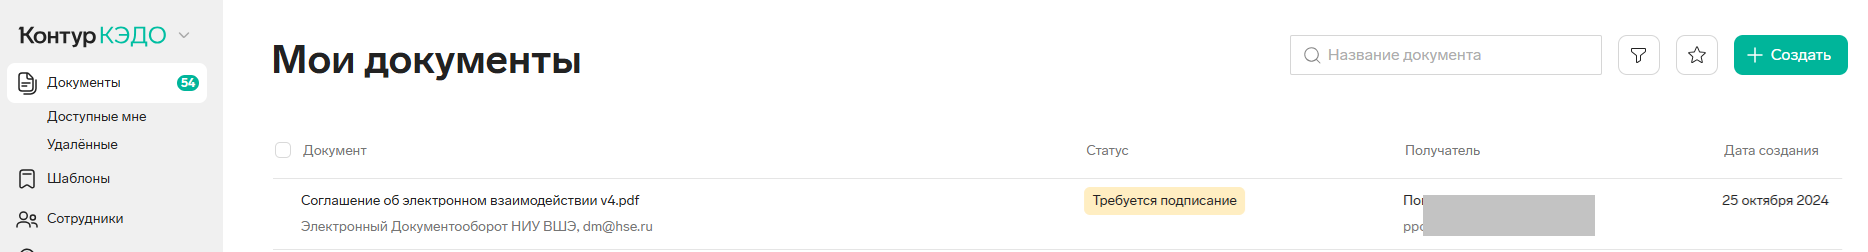 Контур КЭДО
Документы 54
Доступные мне
Удалённые
Шаблоны
Сотрудники
Мои документы
Название документа
Создать
Документ Статус Получатель Дата создания
Соглашение об электронном взаимодействии v4.pdf Требуется подписание 25 октября 2024
Электронный Документооборот НИУ ВШЭ, dm@hse.ru